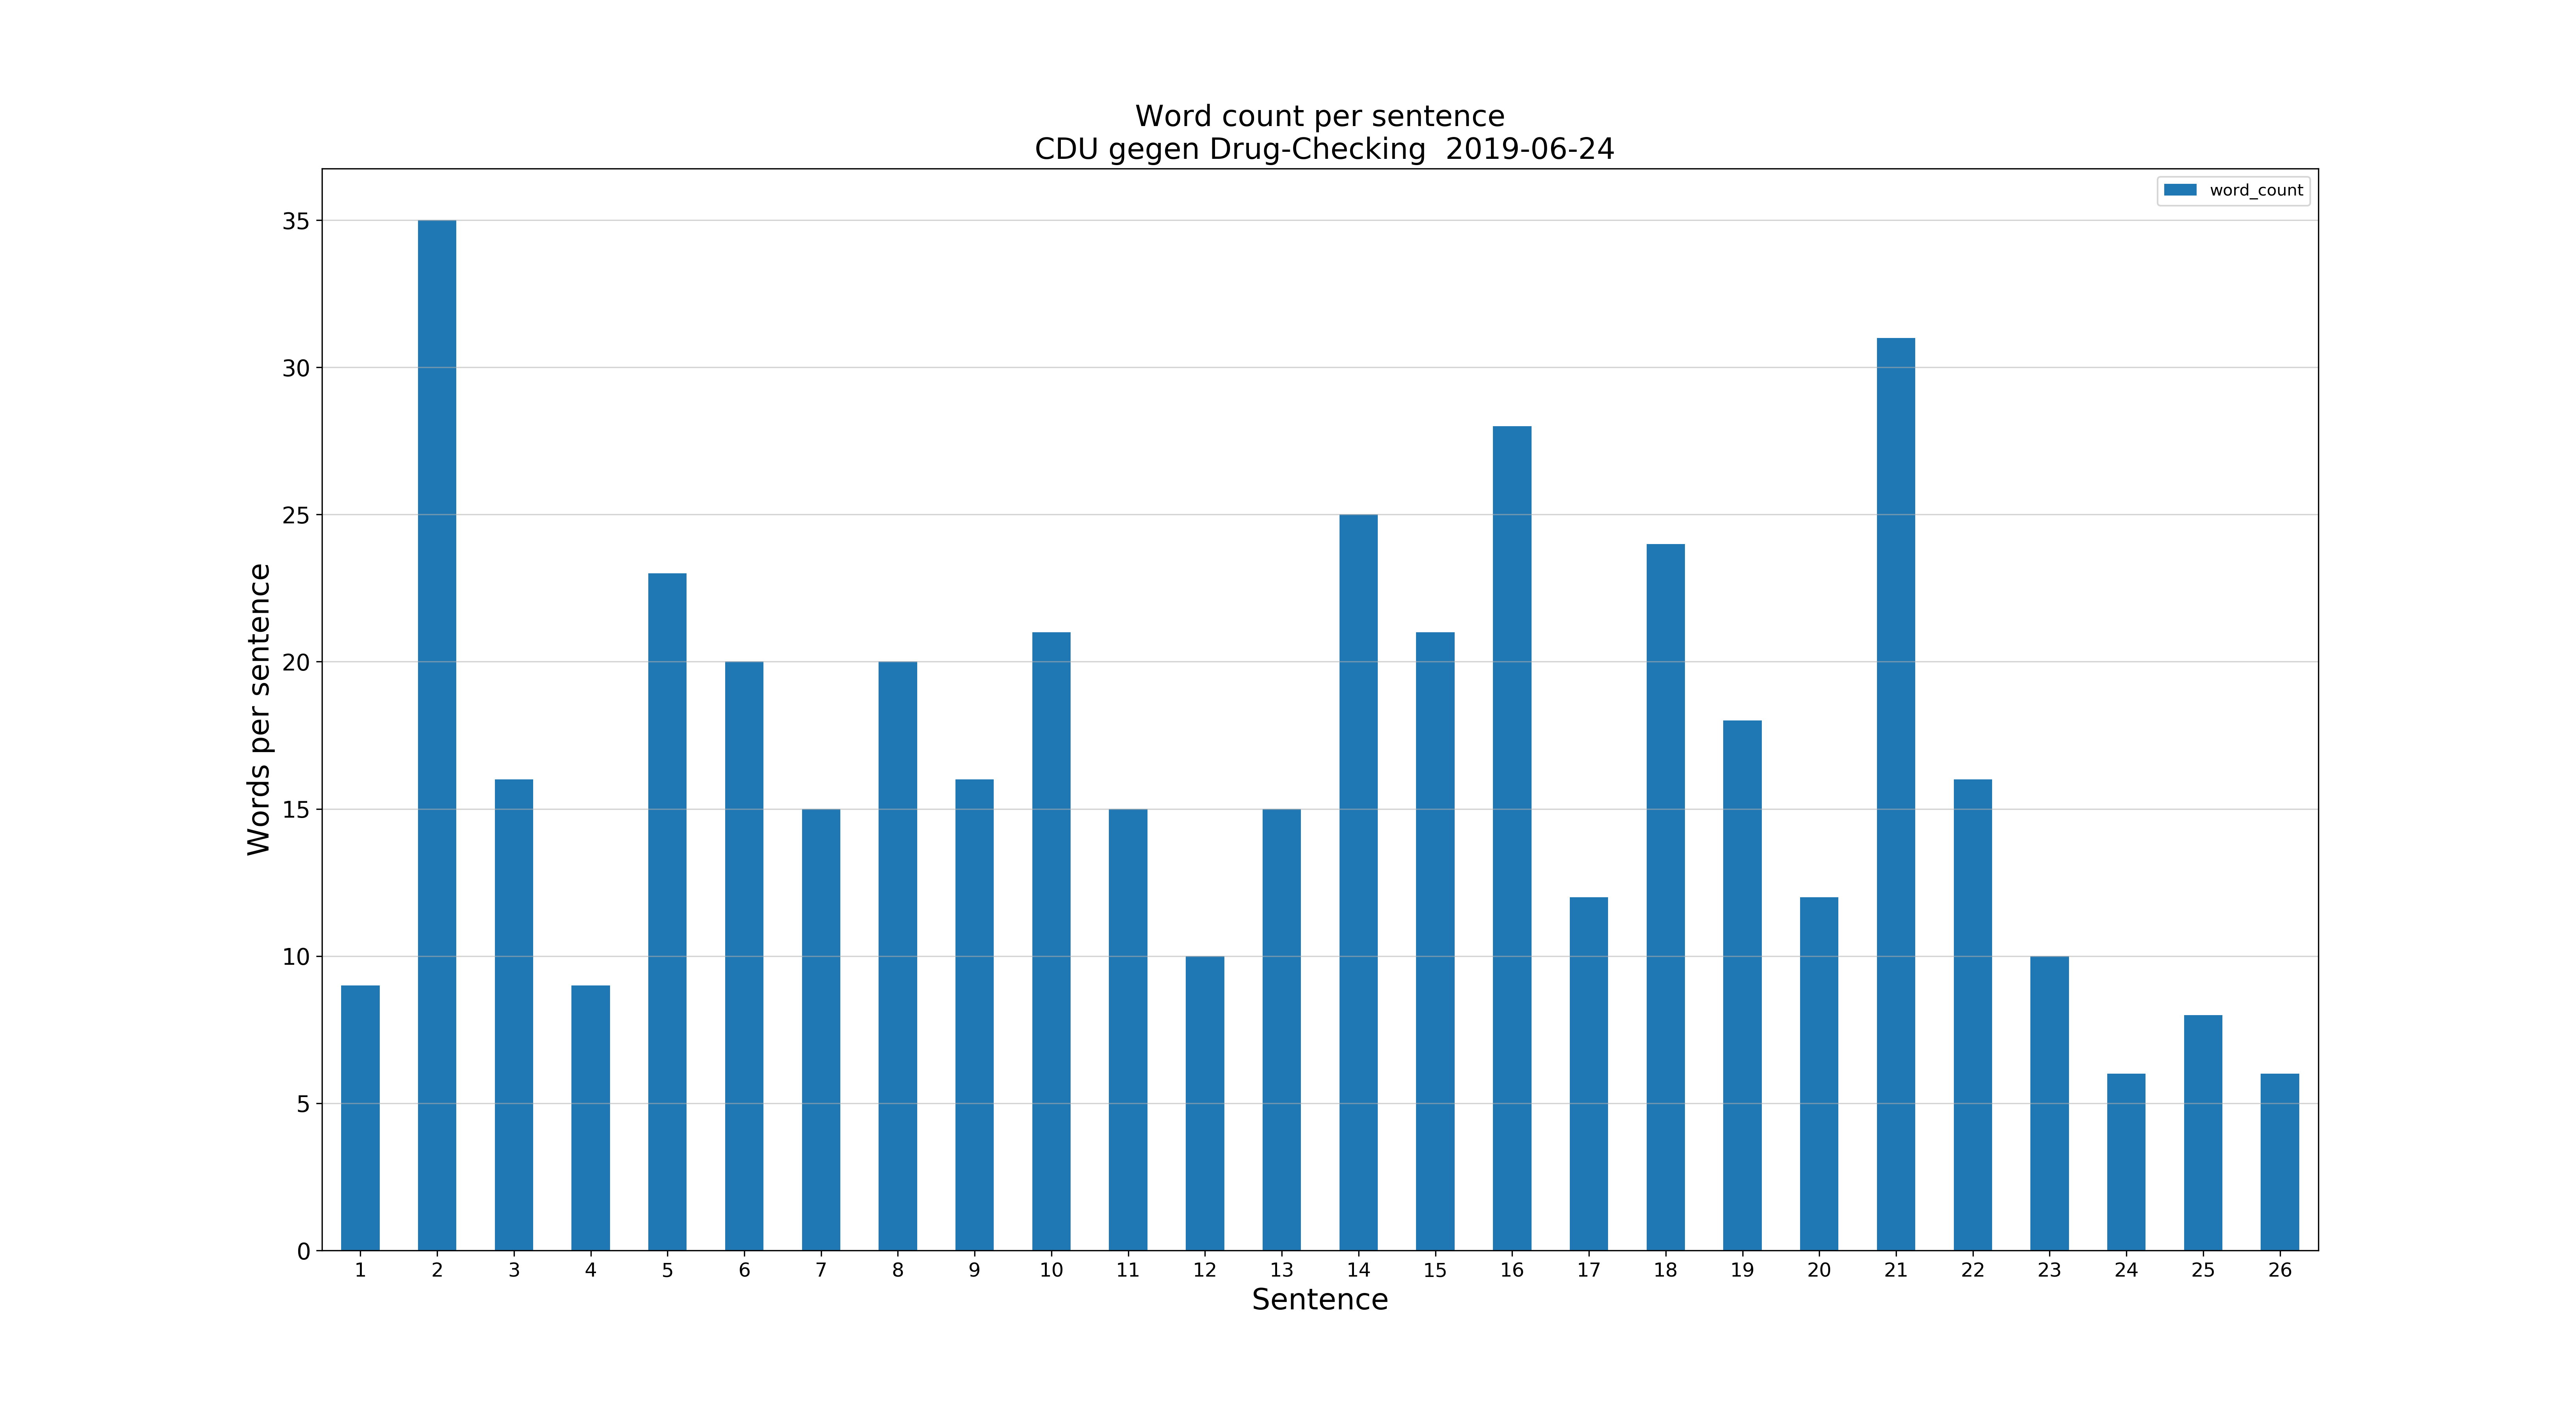 Word count per sentence
CDU gegen Drug-Checking  2019-06-24
word_count
35
30
25
20
15
10
5
0
Words per sentence
1 2 3 4 5 6 7 8 9 10 11 12 13 14 15 16 17 18 19 20 21 22 23 24 25 26
Sentence